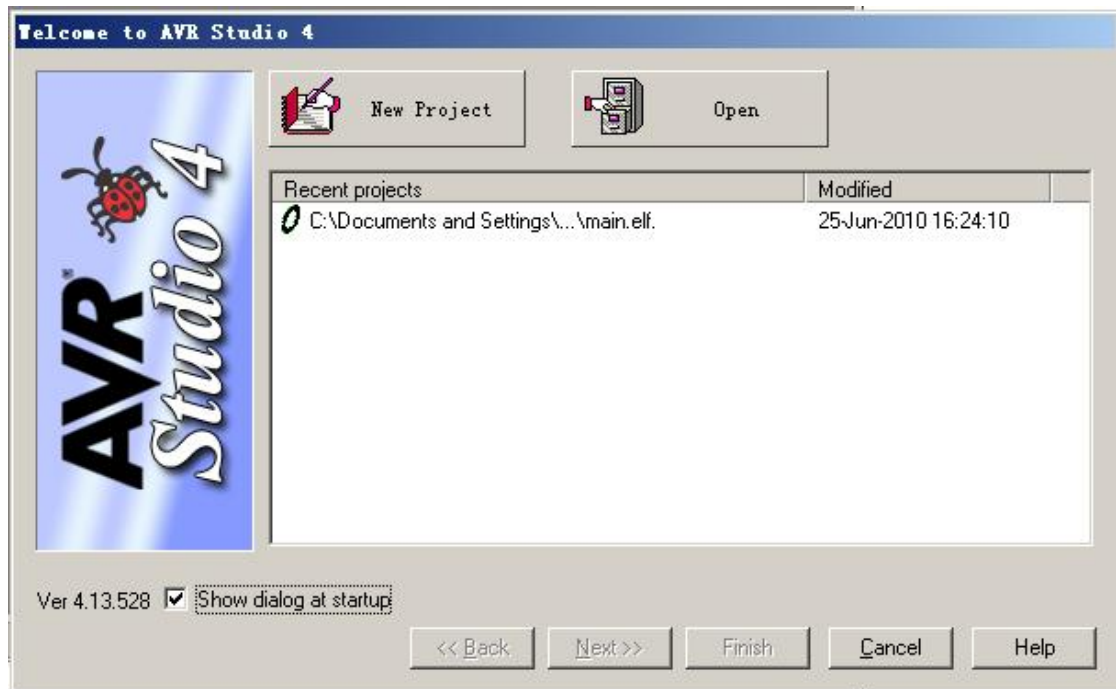 Welcome to AVR Studio 4
AVR®
Studio 4
New Project
Open
Recent projects
Modified
C:\Documents and Settings\...\main.elf.
25-Jun-2010 16:24:10
Ver 4.13.528
Show dialog at startup
<< Back
Next >>
Finish
Cancel
Help